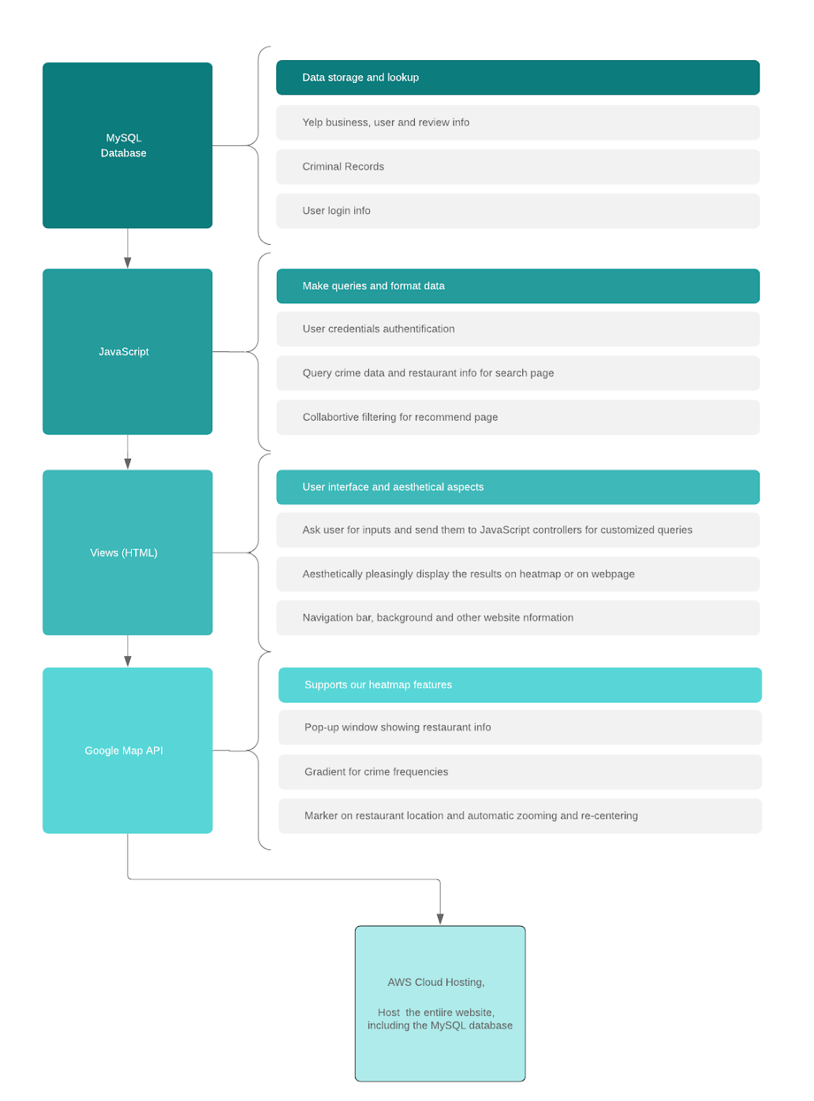 MySQL
Database
Data storage and lookup
Yelp business, user and review info
Criminal Records
User login info
JavaScript
Make queries and format data
User credentials authentification
Query crime data and restaurant info for search page
Collabortive filtering for recommend page
Views (HTML)
User interface and aesthetical aspects
Ask user for inputs and send them to JavaScript controllers for customized queries
Aesthetically pleasingly display the results on heatmap or on webpage
Navigation bar, background and other website nformation
Google Map API
Supports our heatmap features
Pop-up window showing restaurant info
Gradient for crime frequencies
Marker on restaurant location and automatic zooming and re-centering
AWS Cloud Hosting,
Host the entiire website,
including the MySQL database